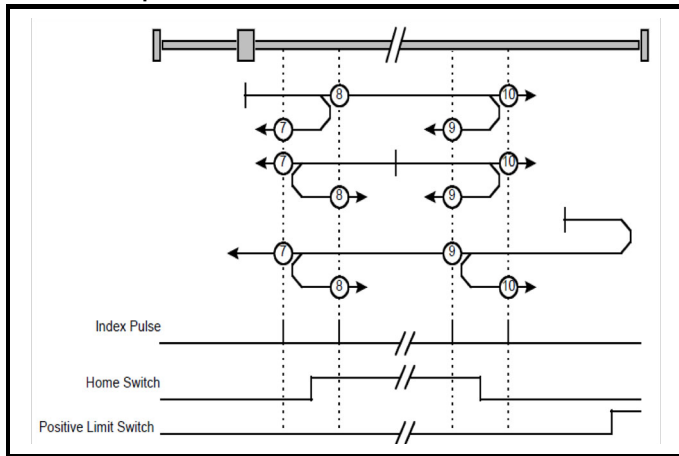 8 10
7 9
7 10
8 9
7 9
8 10
Index Pulse
Home Switch
Positive Limit Switch